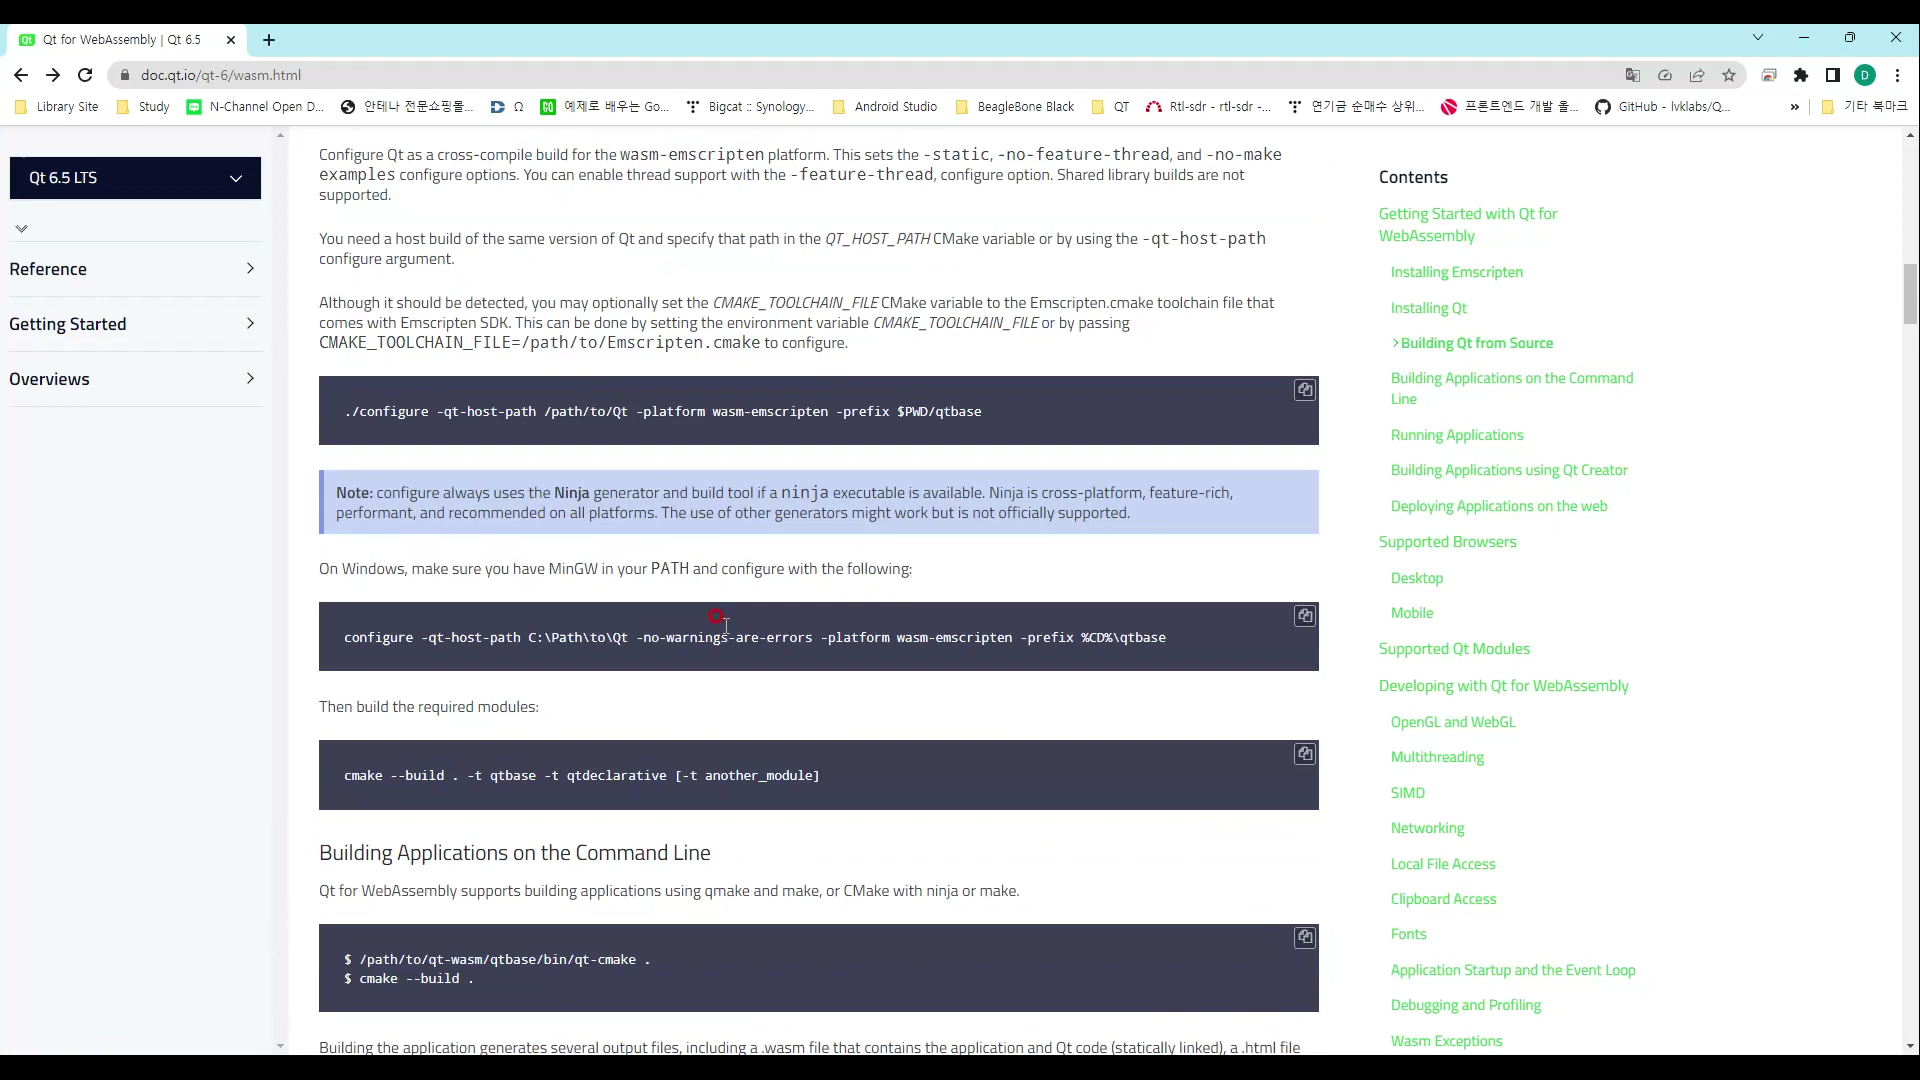 Qt for WebAssembly | Qt 6.5
doc.qt.io/qt-6/wasm.html
D
Library Site
Study
N-Channel Open D...
안테나 전문쇼핑몰...
Ω
예제로 배우는 Go...
Bigcat :: Synology...
Android Studio
BeagleBone Black
QT
Rtl-sdr - rtl-sdr -...
연기금 순매수 상위...
프론트엔드 개발 올...
GitHub - lvklabs/Q...
»
기타 북마크
Qt 6.5 LTS
Reference
Getting Started
Overviews
Configure Qt as a cross-compile build for the wasm-emscripten platform. This sets the -static, -no-feature-thread, and -no-make
examples configure options. You can enable thread support with the -feature-thread, configure option. Shared library builds are not
supported.
You need a host build of the same version of Qt and specify that path in the QT_HOST_PATH CMake variable or by using the -qt-host-path
configure argument.
Although it should be detected, you may optionally set the CMAKE_TOOLCHAIN_FILE CMake variable to the Emscripten.cmake toolchain file that
comes with Emscripten SDK. This can be done by setting the environment variable CMAKE_TOOLCHAIN_FILE or by passing
CMAKE_TOOLCHAIN_FILE=/path/to/Emscripten.cmake to configure.
./configure -qt-host-path /path/to/Qt -platform wasm-emscripten -prefix $PWD/qtbase
Note: configure always uses the Ninja generator and build tool if a ninja executable is available. Ninja is cross-platform, feature-rich,
performant, and recommended on all platforms. The use of other generators might work but is not officially supported.
On Windows, make sure you have MinGW in your PATH and configure with the following:
configure -qt-host-path C:\Path\to\Qt -no-warnings-are-errors -platform wasm-emscripten -prefix %CD%\qtbase
Then build the required modules:
cmake --build . -t qtbase -t qtdeclarative [-t another_module]
Building Applications on the Command Line
Qt for WebAssembly supports building applications using qmake and make, or CMake with ninja or make.
$ /path/to/qt-wasm/qtbase/bin/qt-cmake .
$ cmake --build .
Building the application generates several output files, including a .wasm file that contains the application and Qt code (statically linked), a .html file
Contents
Getting Started with Qt for
WebAssembly
Installing Emscripten
Installing Qt
Building Qt from Source
Building Applications on the Command
Line
Running Applications
Building Applications using Qt Creator
Deploying Applications on the web
Supported Browsers
Desktop
Mobile
Supported Qt Modules
Developing with Qt for WebAssembly
OpenGL and WebGL
Multithreading
SIMD
Networking
Local File Access
Clipboard Access
Fonts
Application Startup and the Event Loop
Debugging and Profiling
Wasm Exceptions